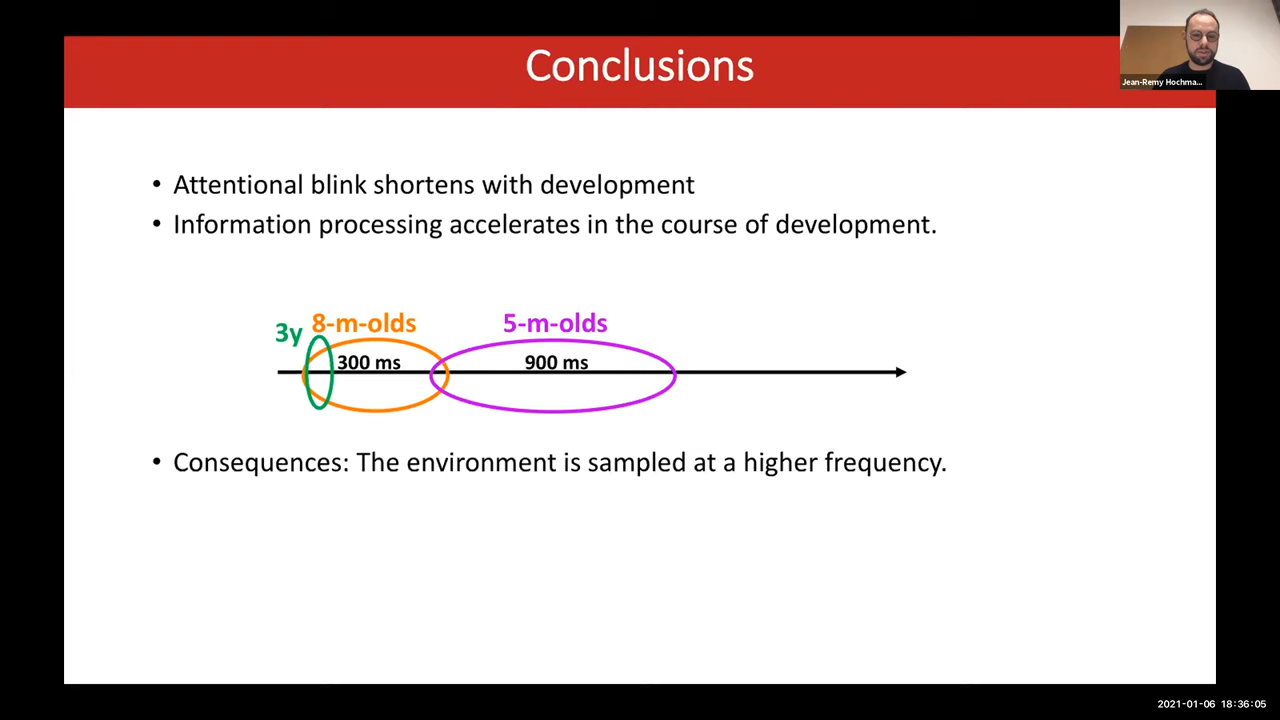 Conclusions
Jean-Remy Hochma...
• Attentional blink shortens with development
• Information processing accelerates in the course of development.
3y 8-m-olds 5-m-olds
300 ms 900 ms
• Consequences: The environment is sampled at a higher frequency.
2021-01-06 18:36:05